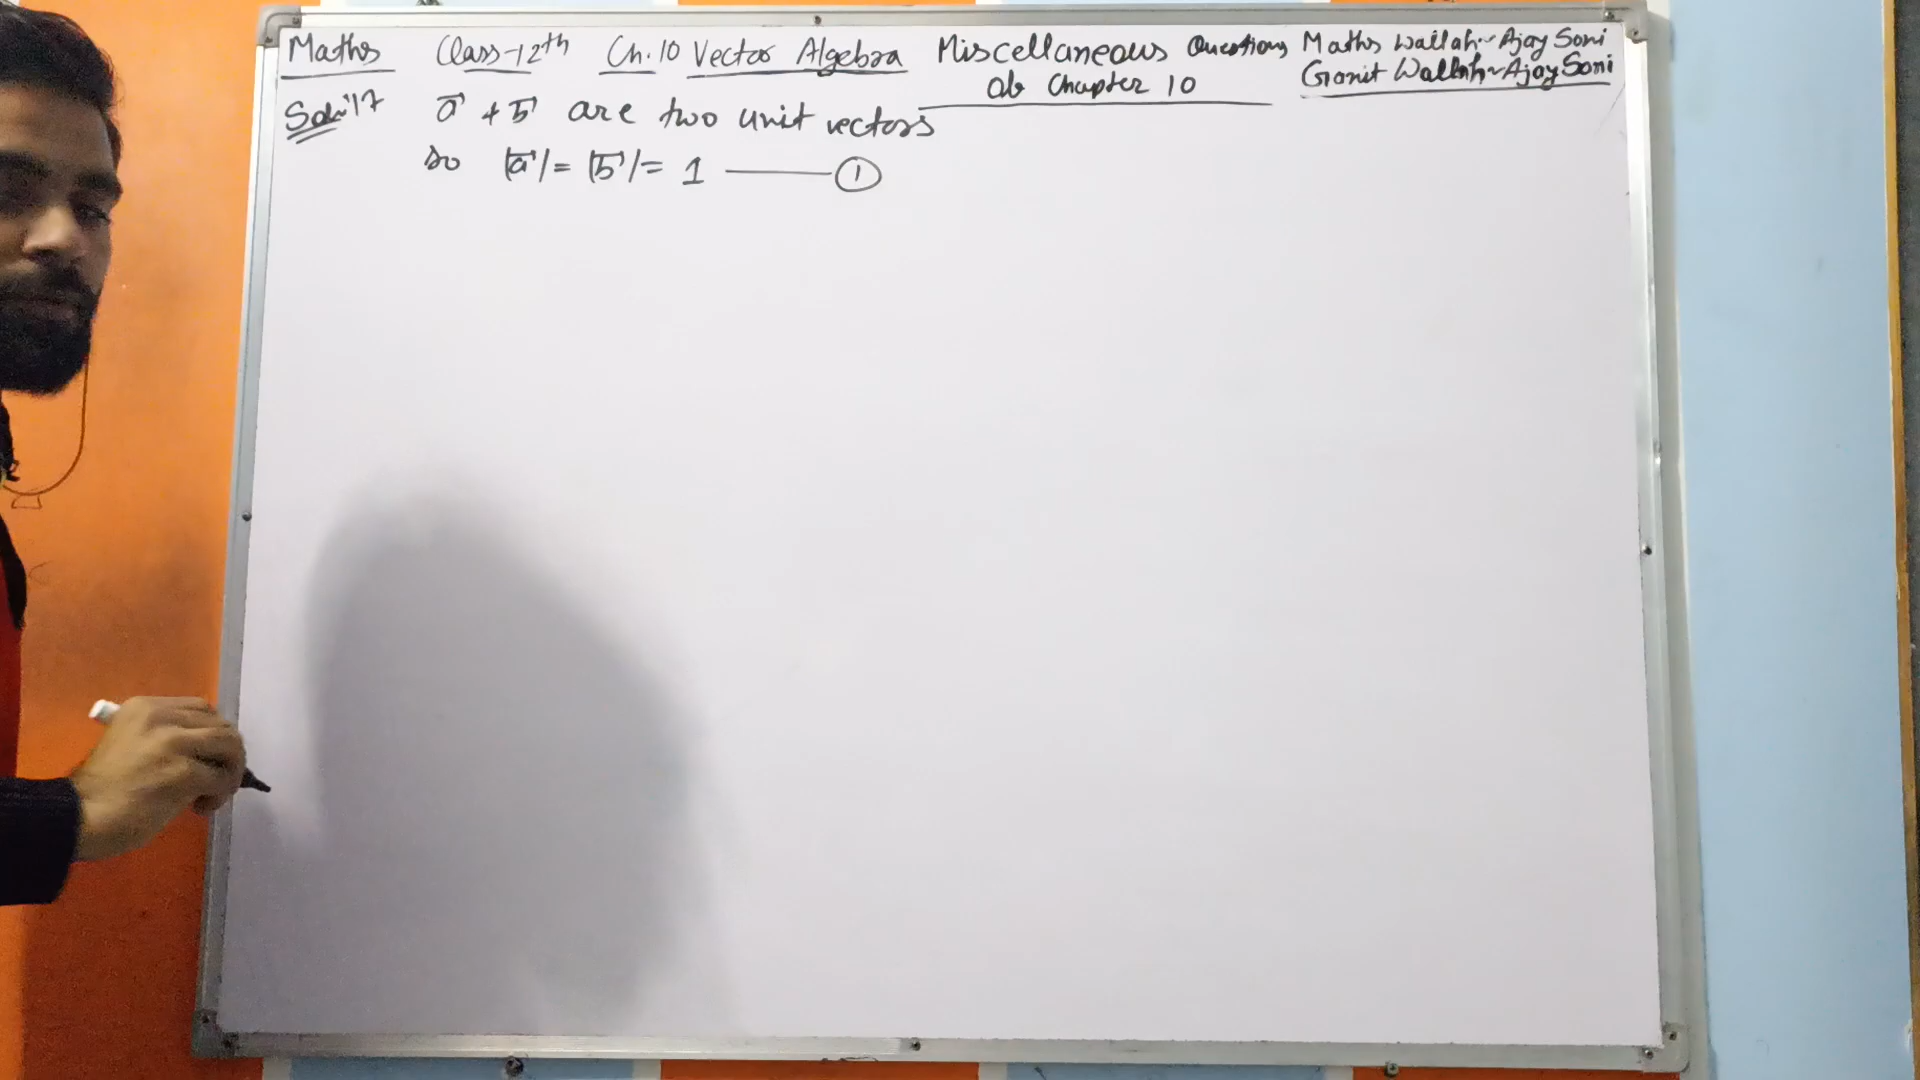 Maths Class-12th Ch.10 Vector Algebra Miscellaneous Questions Maths Wallah~Ajay Soni
ob Chapter 10 Ganit Wallah~Ajay Soni
Soln'17 a⃗ + b⃗ are two unit vectors
So |a⃗| = |b⃗| = 1 ——— ①